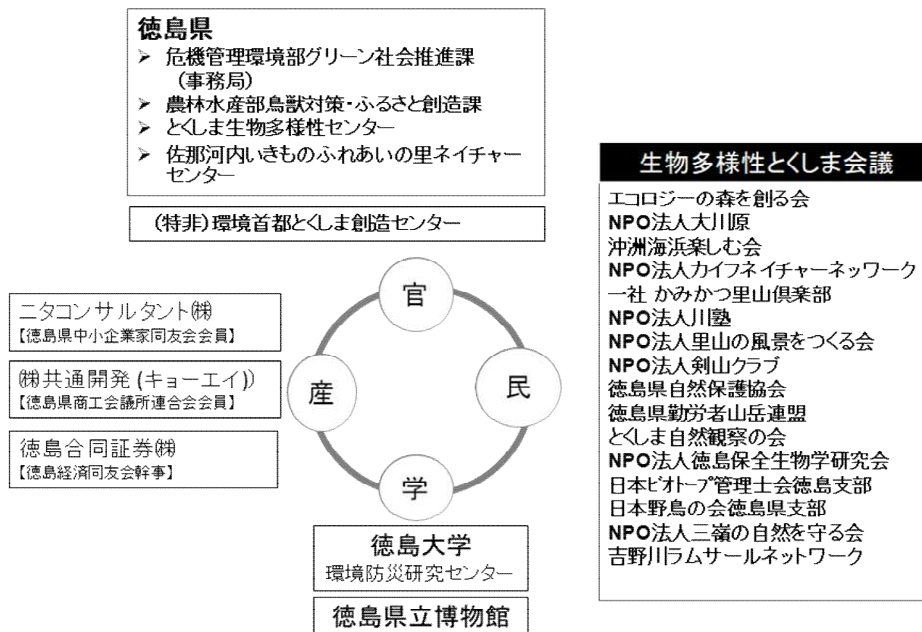 徳島県
➢ 危機管理環境部グリーン社会推進課
(事務局)
➢ 農林水産部鳥獣対策・ふるさと創造課
➢ とくしま生物多様性センター
➢ 佐那河内いきものふれあいの里ネイチャー
センター
(特非)環境首都とくしま創造センター
官
産
民
学
ニタコンサルタント㈱
【徳島県中小企業家同友会会員】
㈱共通開発(キョーエイ))
【徳島県商工会議所連合会会員】
徳島合同証券㈱
【徳島経済同友会幹事】
徳島大学
環境防災研究センター
徳島県立博物館
生物多様性とくしま会議
エコロジーの森を創る会
NPO法人大川原
沖洲海浜楽しむ会
NPO法人カイフネイチャーネッワーク
一社 かみかつ里山倶楽部
NPO法人川塾
NPO法人里山の風景をつくる会
NPO法人剣山クラブ
徳島県自然保護協会
徳島県勤労者山岳連盟
とくしま自然観察の会
NPO法人徳島保全生物学研究会
日本ビオトープ管理士会徳島支部
日本野鳥の会徳島県支部
NPO法人三嶺の自然を守る会
吉野川ラムサールネットワーク